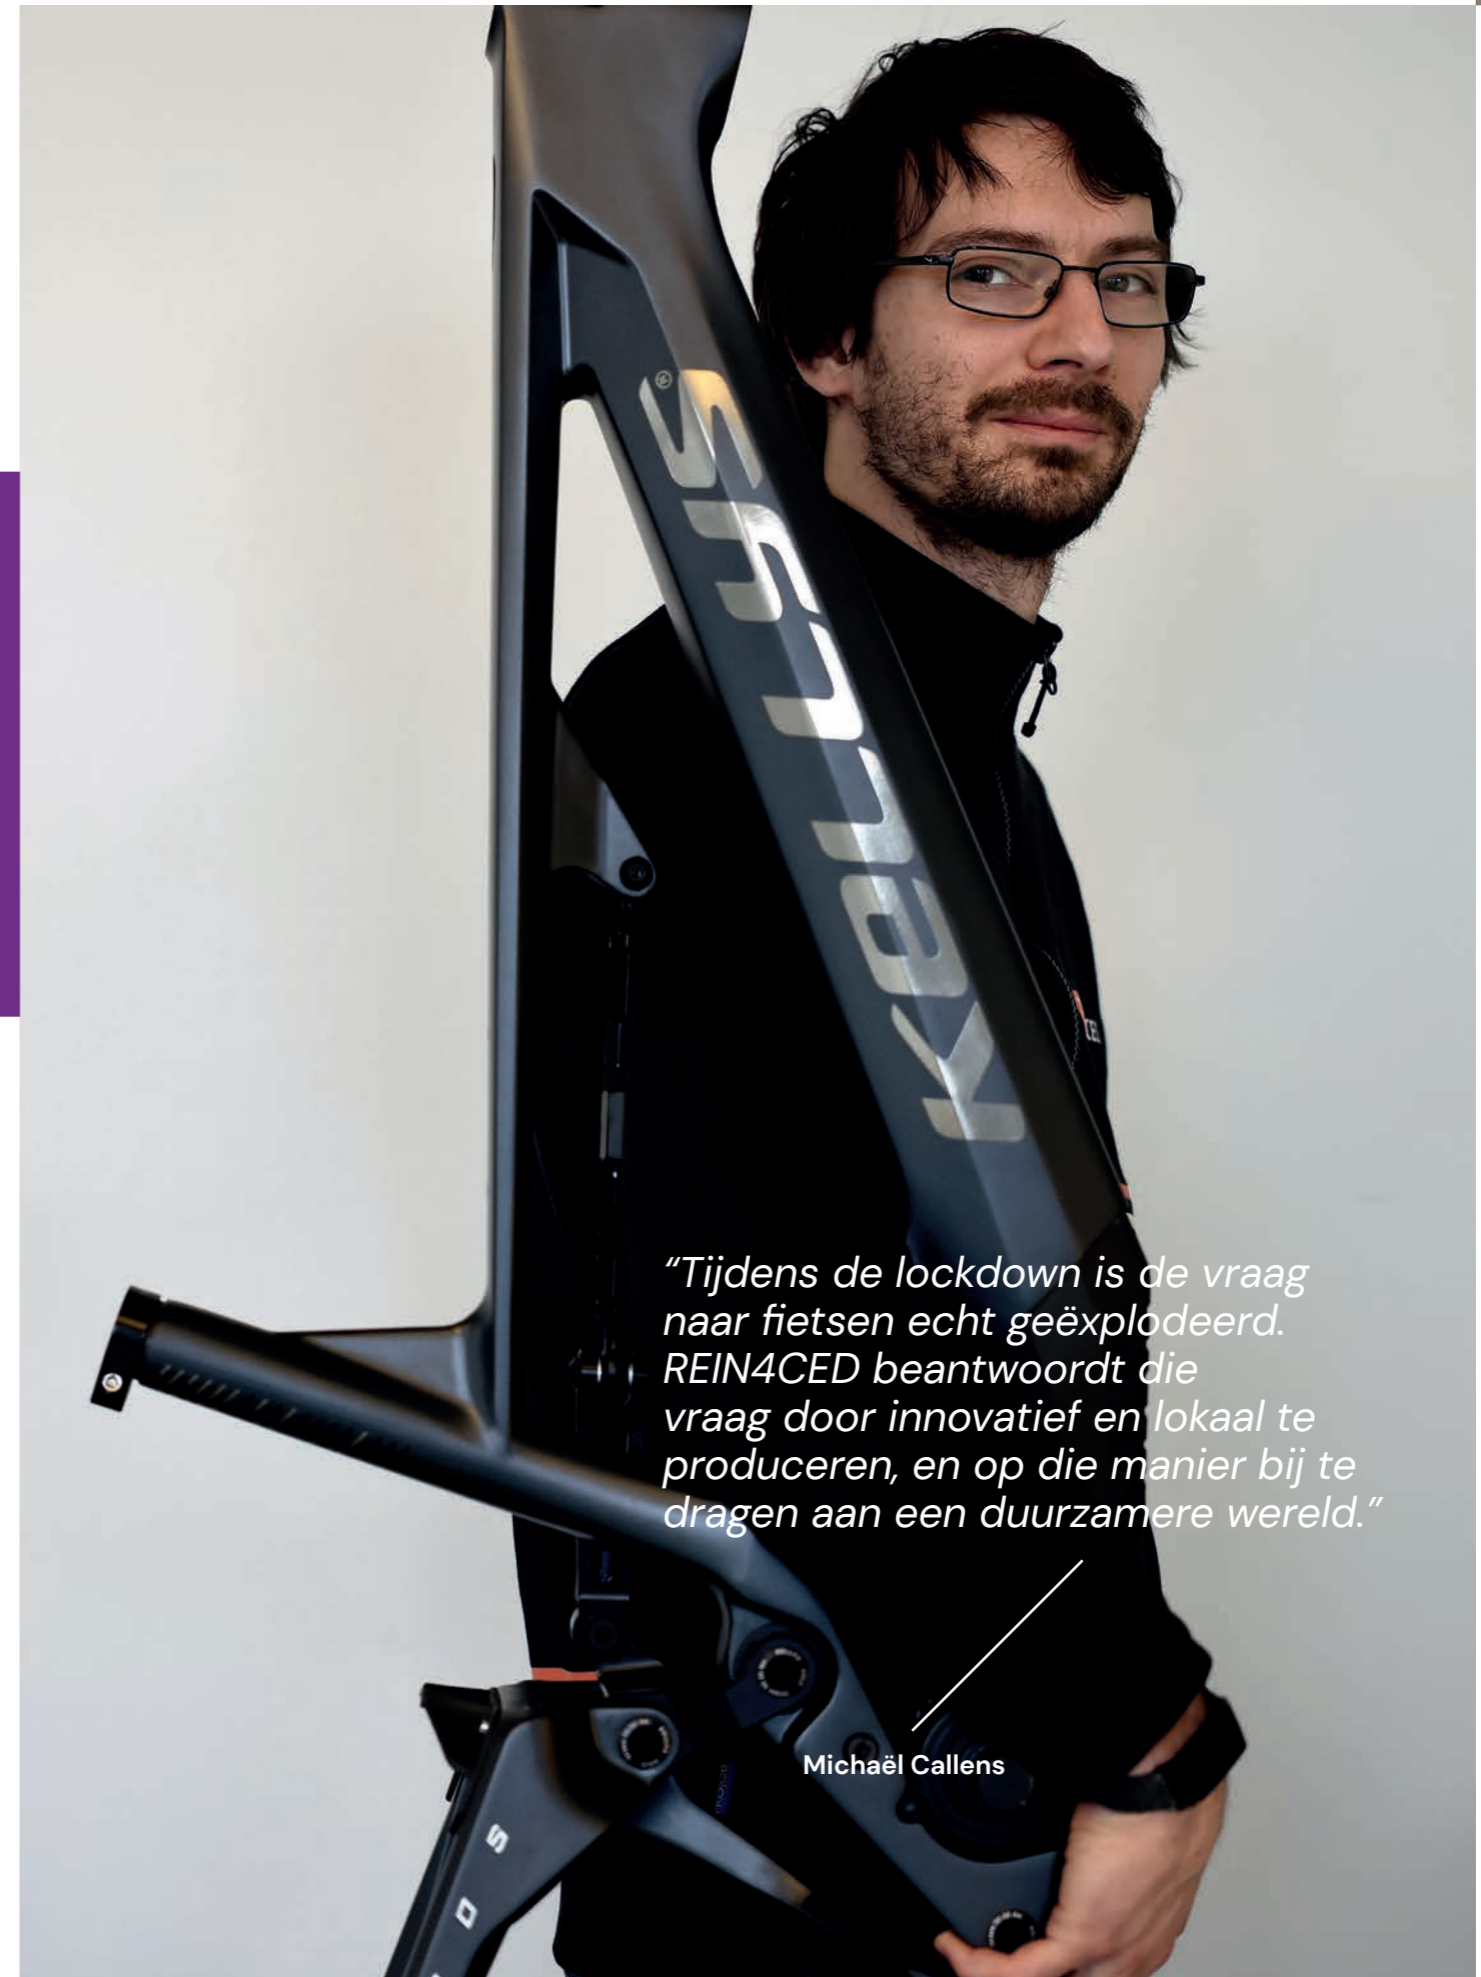 KELLYS®
“Tijdens de lockdown is de vraag
naar fietsen echt geëxplodeerd.
REIN4CED beantwoordt die
vraag door innovatief en lokaal te
produceren, en op die manier bij te
dragen aan een duurzamere wereld.”
Michaël Callens